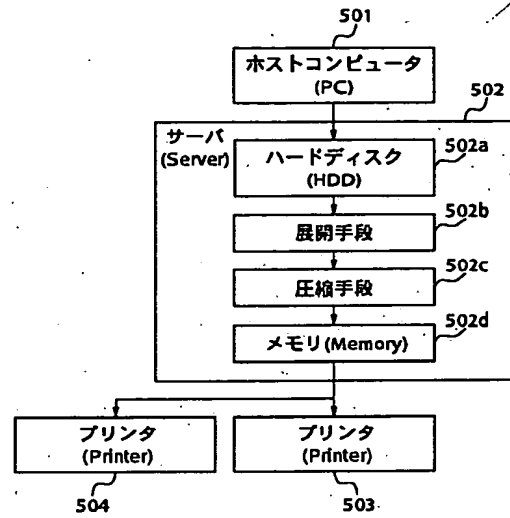 501
ホストコンピュータ
(PC)
502
サーバ
(Server)
ハードディスク
(HDD)
502a
展開手段
502b
圧縮手段
502c
メモリ(Memory)
502d
プリンタ
(Printer)
プリンタ
(Printer)
504
503